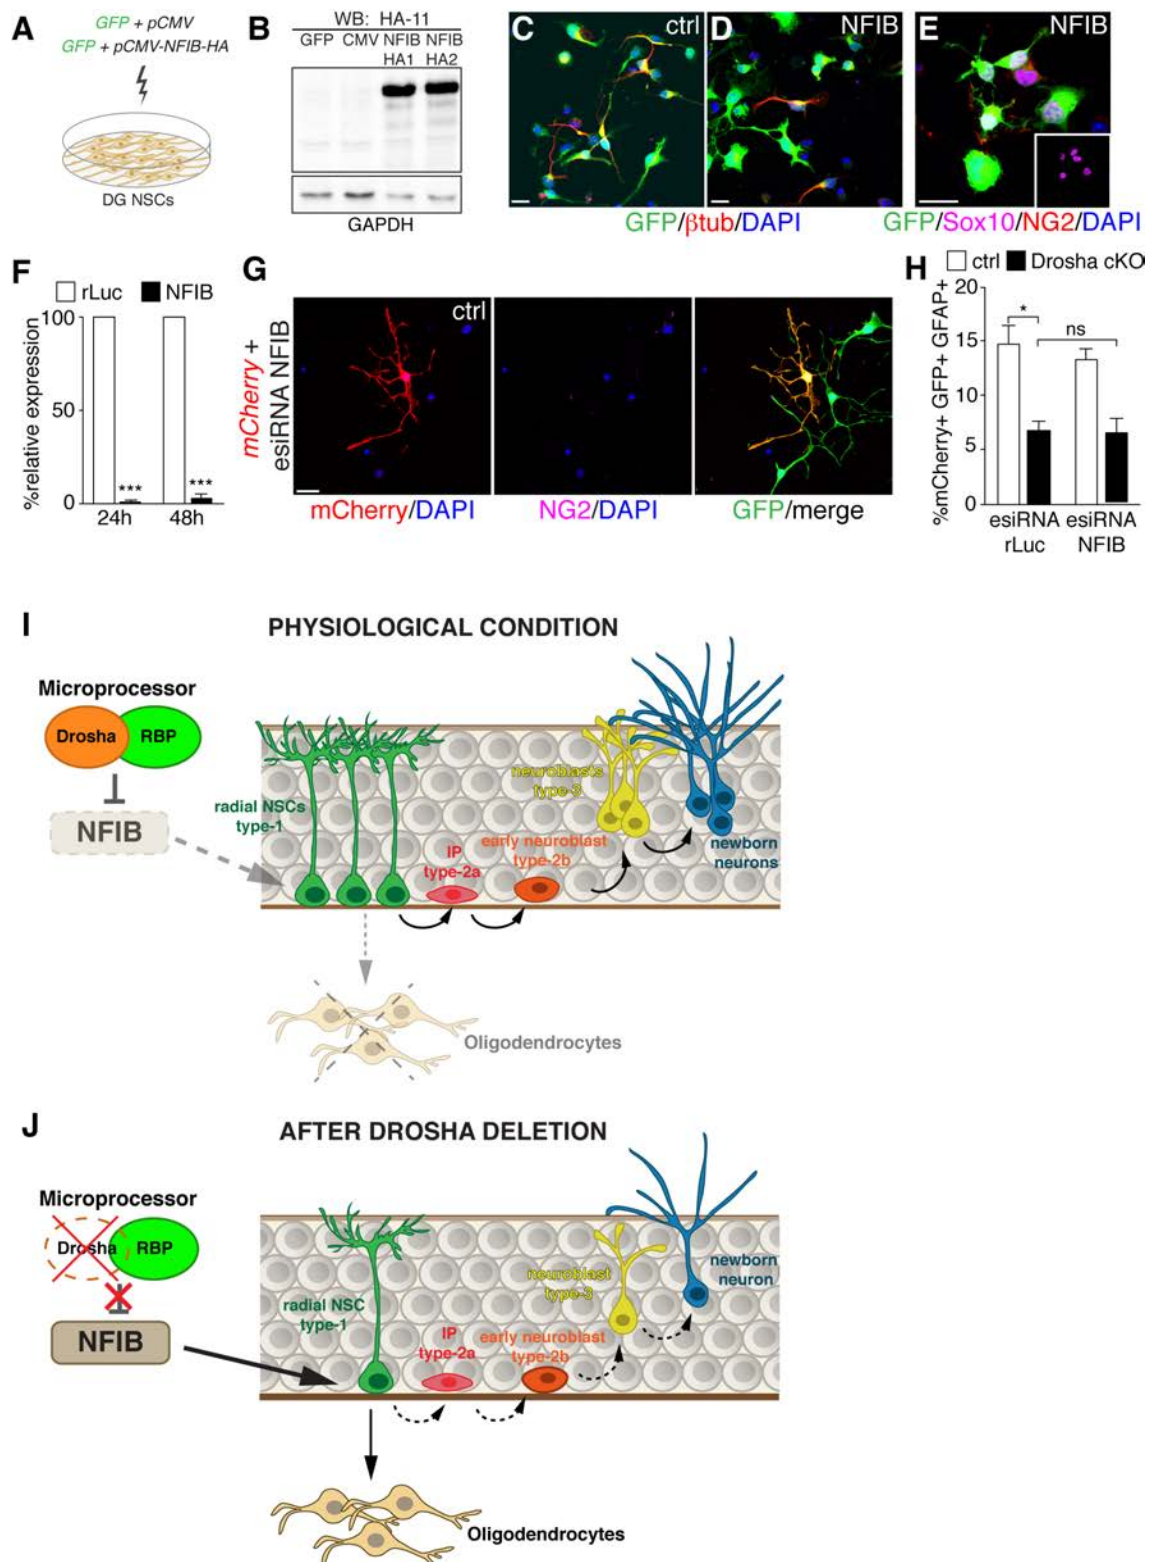 A
GFP + pCMV
GFP + pCMV-NFIB-HA
DG NSCs
B
WB: HA-11
GFP CMV NFIB NFIB
HA1 HA2
GAPDH
C
ctrl
D
NFIB
GFP/βtub/DAPI
E
NFIB
GFP/Sox10/NG2/DAPI
F
rLuc NFIB
%relative expression
100
50
0
***
***
24h 48h
G
mCherry +
esiRNA NFIB
ctrl
mCherry/DAPI
NG2/DAPI
GFP/merge
H
ctrl Drosha cKO
%mCherry+ GFP+ GFAP+
20
15
10
5
0
*
ns
esiRNA esiRNA
rLuc NFIB
I
PHYSIOLOGICAL CONDITION
Microprocessor
Drosha RBP
NFIB
radial NSCs
type-1
IP
type-2a
early neuroblast
type-2b
neuroblasts
type-3
newborn
neurons
Oligodendrocytes
J
AFTER DROSHA DELETION
Microprocessor
Drosha RBP
NFIB
radial NSC
type-1
IP
type-2a
early neuroblast
type-2b
neuroblast
type-3
newborn
neuron
Oligodendrocytes